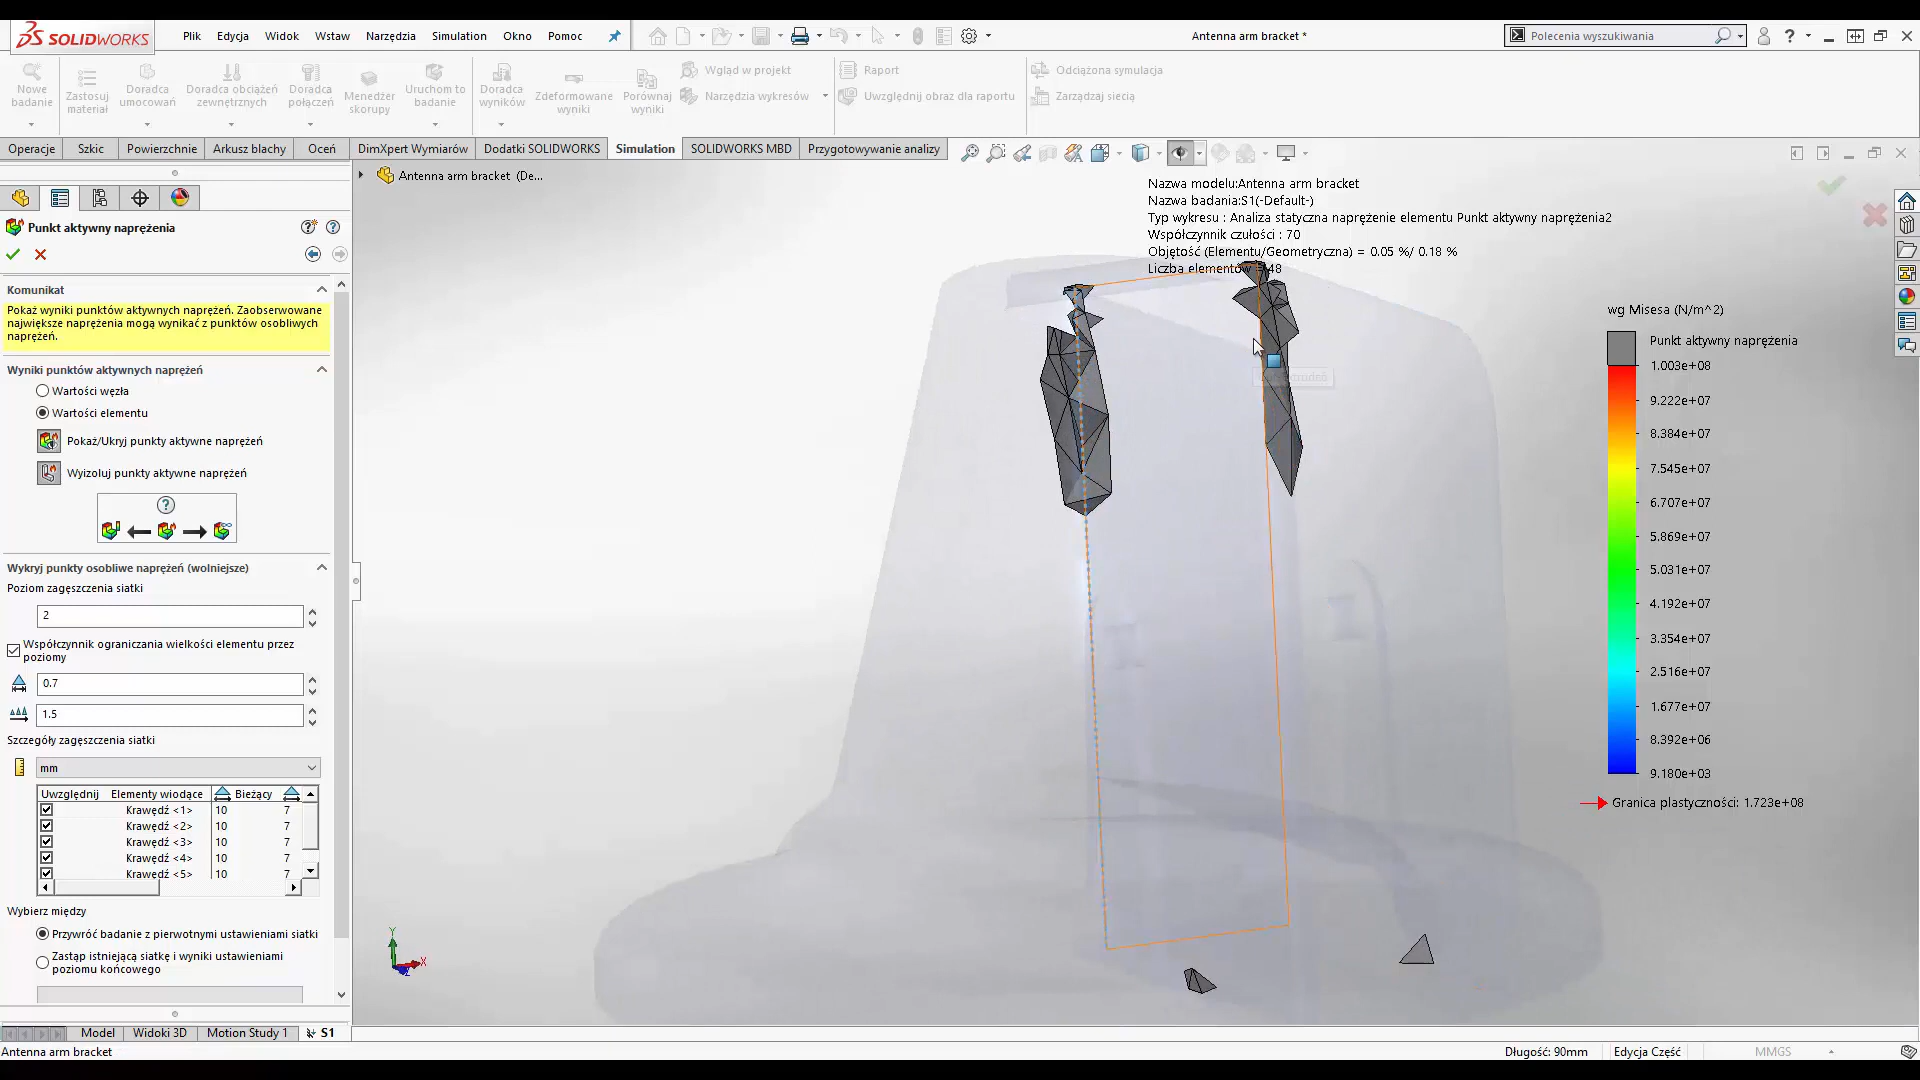 SOLIDWORKS
Plik Edycja Widok Wstaw Narzędzia Simulation Okno Pomoc
Antenna arm bracket *
Polecenia wyszukiwania
Nowe badanie
Zastosuj materiał
Doradca umocowań
Doradca obciążeń zewnętrznych
Doradca połączeń
Menedżer skorupy
Uruchom to badanie
Doradca wyników
Zdeformowane wyniki
Porównaj wyniki
Wgląd w projekt
Narzędzia wykresów
Raport
Uwzględnij obraz dla raportu
Odciążona symulacja
Zarządzaj siecią
Operacje Szkic Powierzchnie Arkusz blachy Oceń DimXpert Wymiarów Dodatki SOLIDWORKS Simulation SOLIDWORKS MBD Przygotowywanie analizy
Antenna arm bracket (De...
Punkt aktywny naprężenia
Komunikat
Pokaż wyniki punktów aktywnych naprężeń. Zaobserwowane
największe naprężenia mogą wynikać z punktów osobliwych
naprężeń.
Wyniki punktów aktywnych naprężeń
Wartości węzła
Wartości elementu
Pokaż/Ukryj punkty aktywne naprężeń
Wyizoluj punkty aktywne naprężeń
Wykryj punkty osobliwe naprężeń (wolniejsze)
Poziom zagęszczenia siatki
2
Współczynnik ograniczania wielkości elementu przez
poziomy
0.7
1.5
Szczegóły zagęszczenia siatki
mm
Uwzględnij Elementy wiodące Bieżący
Krawędź <1> 10 7
Krawędź <2> 10 7
Krawędź <3> 10 7
Krawędź <4> 10 7
Krawędź <5> 10 7
Wybierz między
Przywróć badanie z pierwotnymi ustawieniami siatki
Zastąp istniejącą siatkę i wyniki ustawieniami
poziomu końcowego
Nazwa modelu:Antenna arm bracket
Nazwa badania:S1(-Default-)
Typ wykresu : Analiza statyczna naprężenie elementu Punkt aktywny naprężenia2
Współczynnik czułości : 70
Objętość (Elementu/Geometryczna) = 0.05 %/ 0.18 %
Liczba elementów = 48
wg Misesa (N/m^2)
Punkt aktywny naprężenia
1.003e+08
9.222e+07
8.384e+07
7.545e+07
6.707e+07
5.869e+07
5.031e+07
4.192e+07
3.354e+07
2.516e+07
1.677e+07
8.392e+06
9.180e+03
Granica plastyczności: 1.723e+08
Y
X
Z
Model Widoki 3D Motion Study 1 S1
Antenna arm bracket
Długość: 90mm Edycja Część MMGS